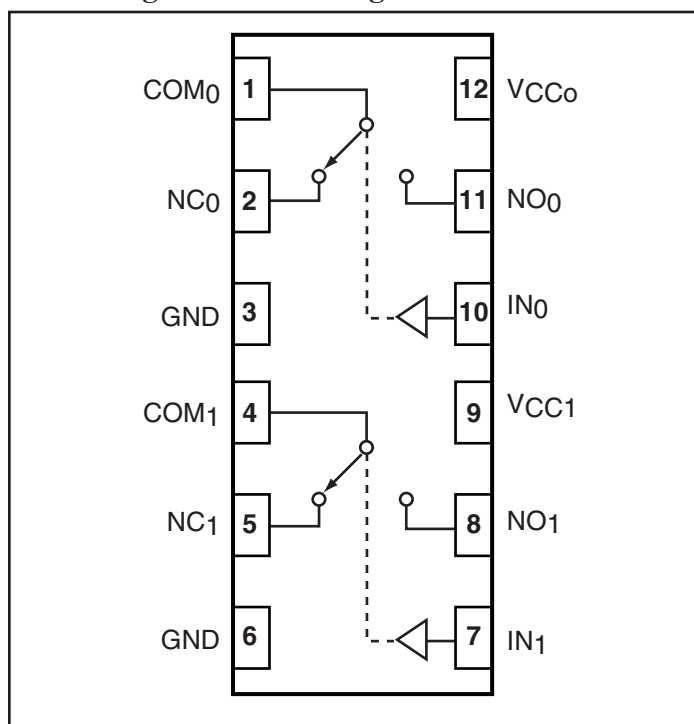 COM0 1 12 VCCo
NC0 2 11 NO0
GND 3 10 IN0
COM1 4 9 VCC1
NC1 5 8 NO1
GND 6 7 IN1